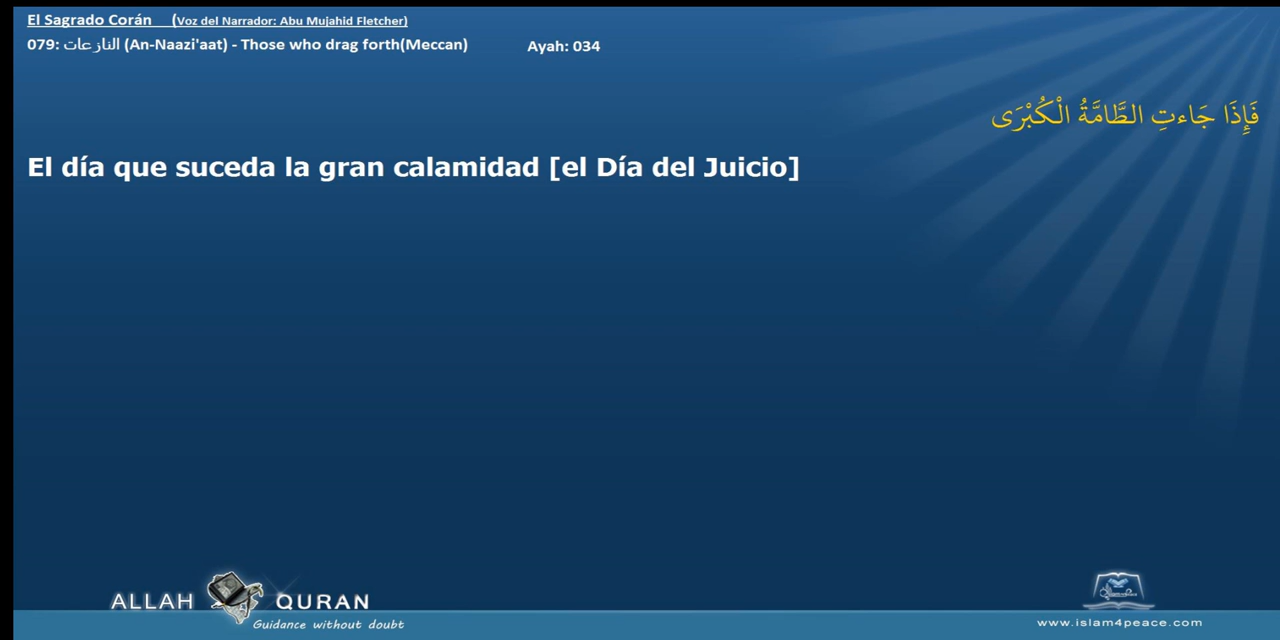 El Sagrado Corán (Voz del Narrador: Abu Mujahid Fletcher)
079: النازعات (An-Naazi'aat) - Those who drag forth(Meccan) Ayah: 034
فَإِذَا جَاءتِ الطَّامَّةُ الْكُبْرَى
El día que suceda la gran calamidad [el Día del Juicio]
ALLAH QURAN
Guidance without doubt
www.islam4peace.com